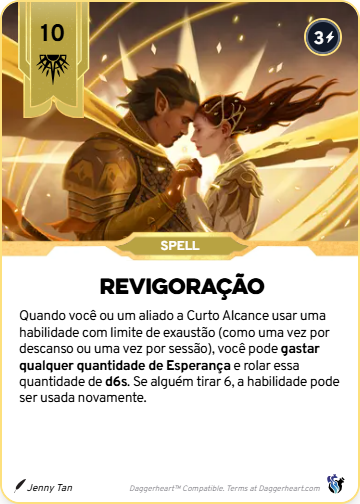 10
3
SPELL
REVIGORAÇÃO
Quando você ou um aliado a Curto Alcance usar uma
habilidade com limite de exaustão (como uma vez por
descanso ou uma vez por sessão), você pode gastar
qualquer quantidade de Esperança e rolar essa
quantidade de d6s. Se alguém tirar 6, a habilidade pode
ser usada novamente.
Jenny Tan
Daggerheart™ Compatible. Terms at Daggerheart.com